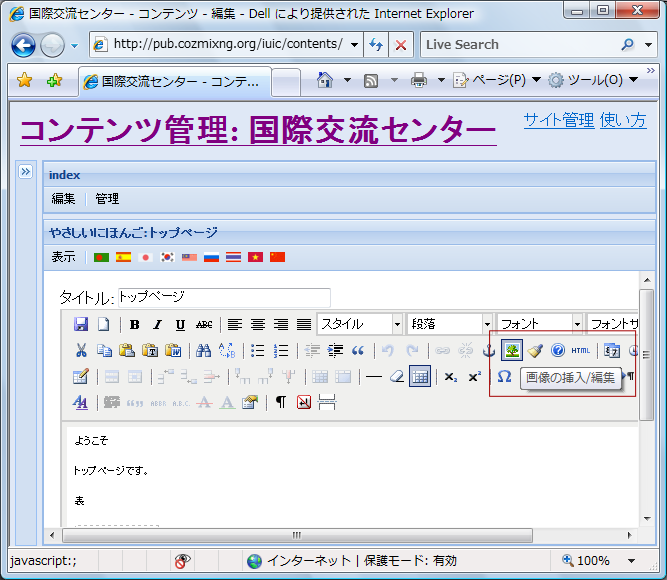 国際交流センター - コンテンツ - 編集 - Dell により提供された Internet Explorer
http://pub.cozmixng.org/iuic/contents/
Live Search
国際交流センター - コンテ...
ページ(P)
ツール(O)
コンテンツ管理: 国際交流センター
サイト管理 使い方
index
編集 管理
やさしいにほんご:トップページ
表示
タイトル: トップページ
B I U ABC
スタイル 段落 フォント フォントサ
HTML
画像の挿入/編集
ようこそ
トップページです。
表
javascript:;
インターネット | 保護モード: 有効
100%